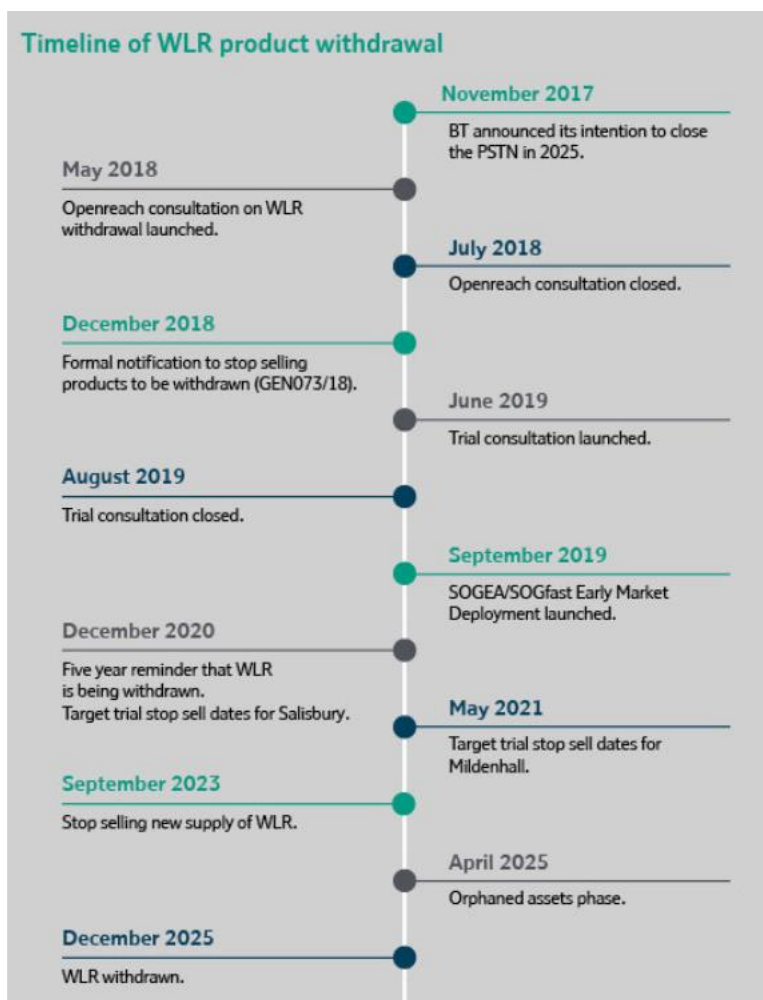 Timeline of WLR product withdrawal
November 2017
BT announced its intention to close
the PSTN in 2025.
May 2018
Openreach consultation on WLR
withdrawal launched.
July 2018
Openreach consultation closed.
December 2018
Formal notification to stop selling
products to be withdrawn (GEN073/18).
June 2019
Trial consultation launched.
August 2019
Trial consultation closed.
September 2019
SOGEA/SOGfast Early Market
Deployment launched.
December 2020
Five year reminder that WLR
is being withdrawn.
Target trial stop sell dates for Salisbury.
May 2021
Target trial stop sell dates for
Mildenhall.
September 2023
Stop selling new supply of WLR.
April 2025
Orphaned assets phase.
December 2025
WLR withdrawn.